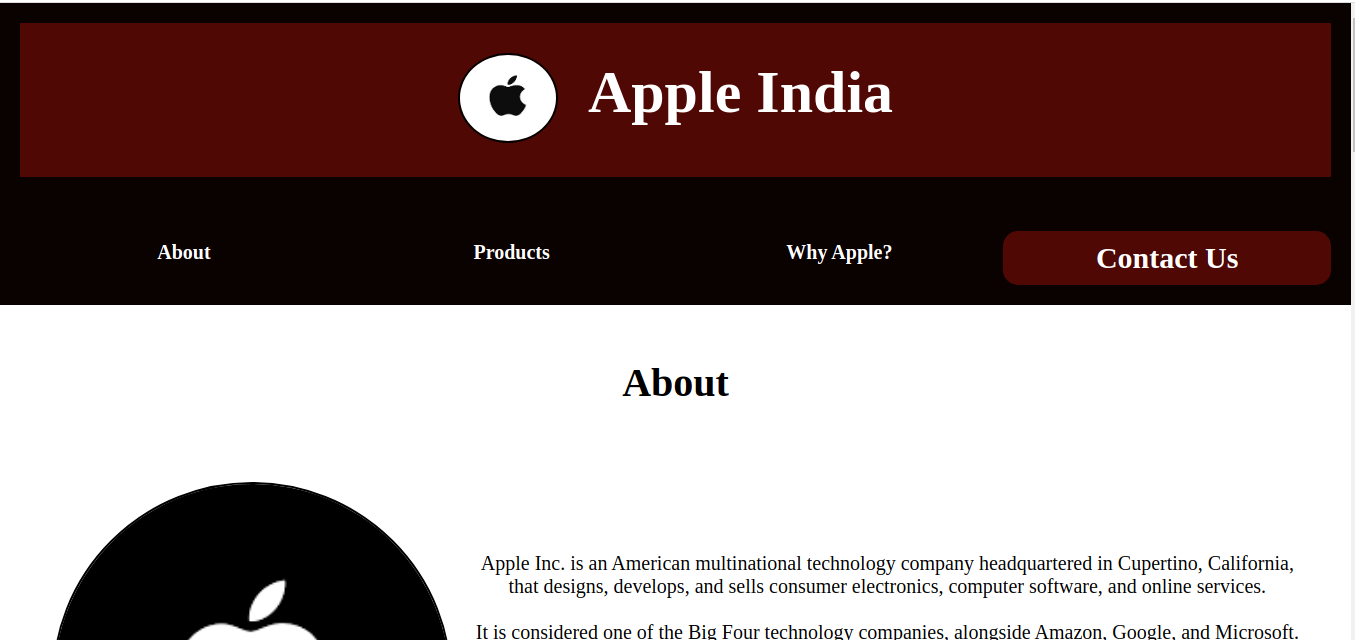 Apple India
About
Products
Why Apple?
Contact Us
About
Apple Inc. is an American multinational technology company headquartered in Cupertino, California,
that designs, develops, and sells consumer electronics, computer software, and online services.
It is considered one of the Big Four technology companies, alongside Amazon, Google, and Microsoft.